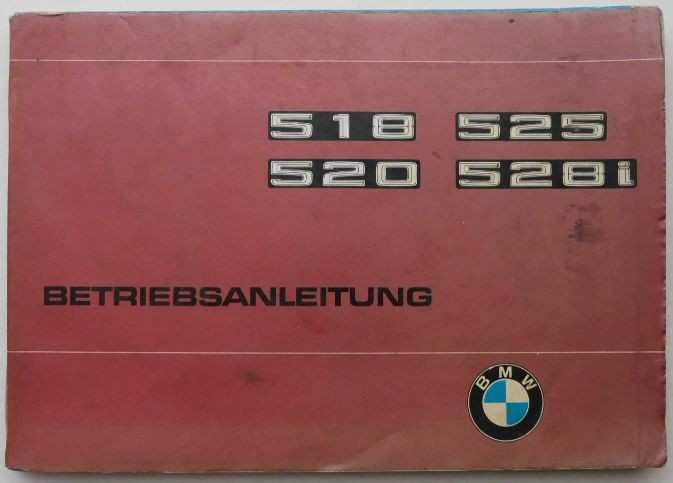 518 525
520 528i
BETRIEBSANLEITUNG
BMW